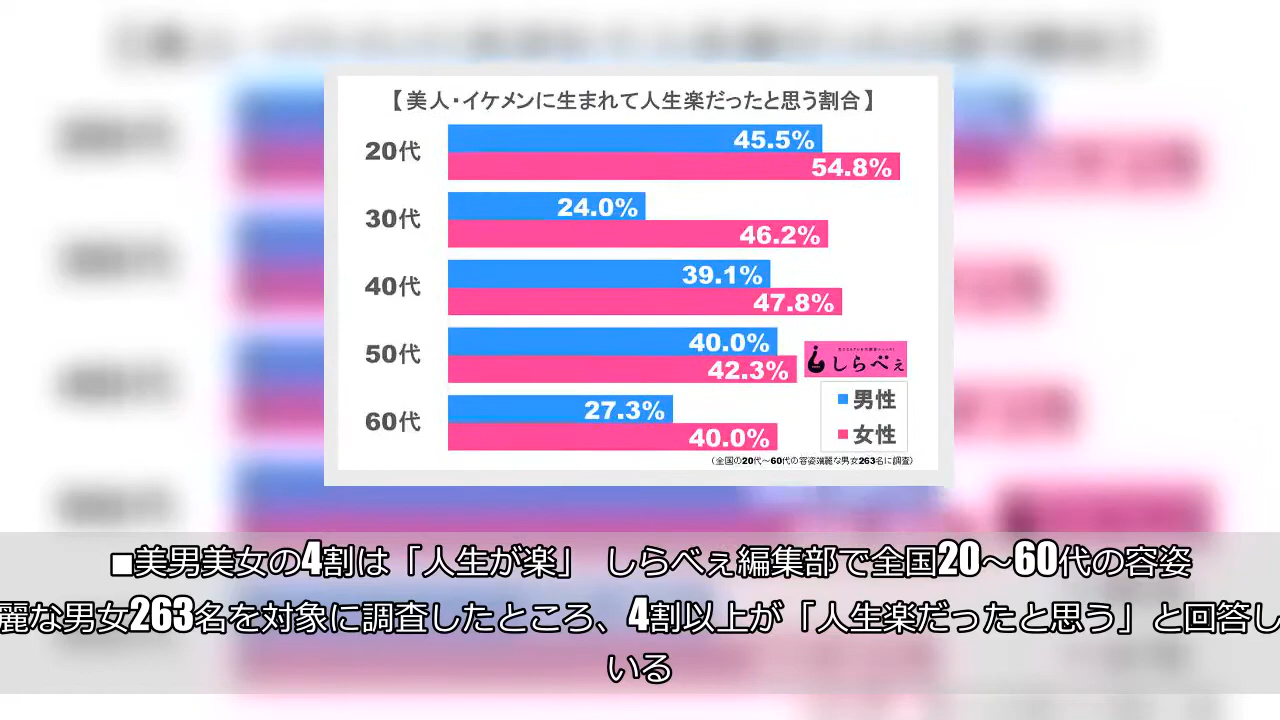 【美人・イケメンに生まれて人生楽だったと思う割合】
20代
45.5%
54.8%
30代
24.0%
46.2%
40代
39.1%
47.8%
50代
40.0%
42.3%
60代
27.3%
40.0%
しらべぇ
男性
女性
(全国の20代〜60代の容姿端麗な男女263名に調査)
■美男美女の4割は「人生が楽」 しらべぇ編集部で全国20〜60代の容姿
麗な男女263名を対象に調査したところ、4割以上が「人生楽だったと思う」と回答し
いる